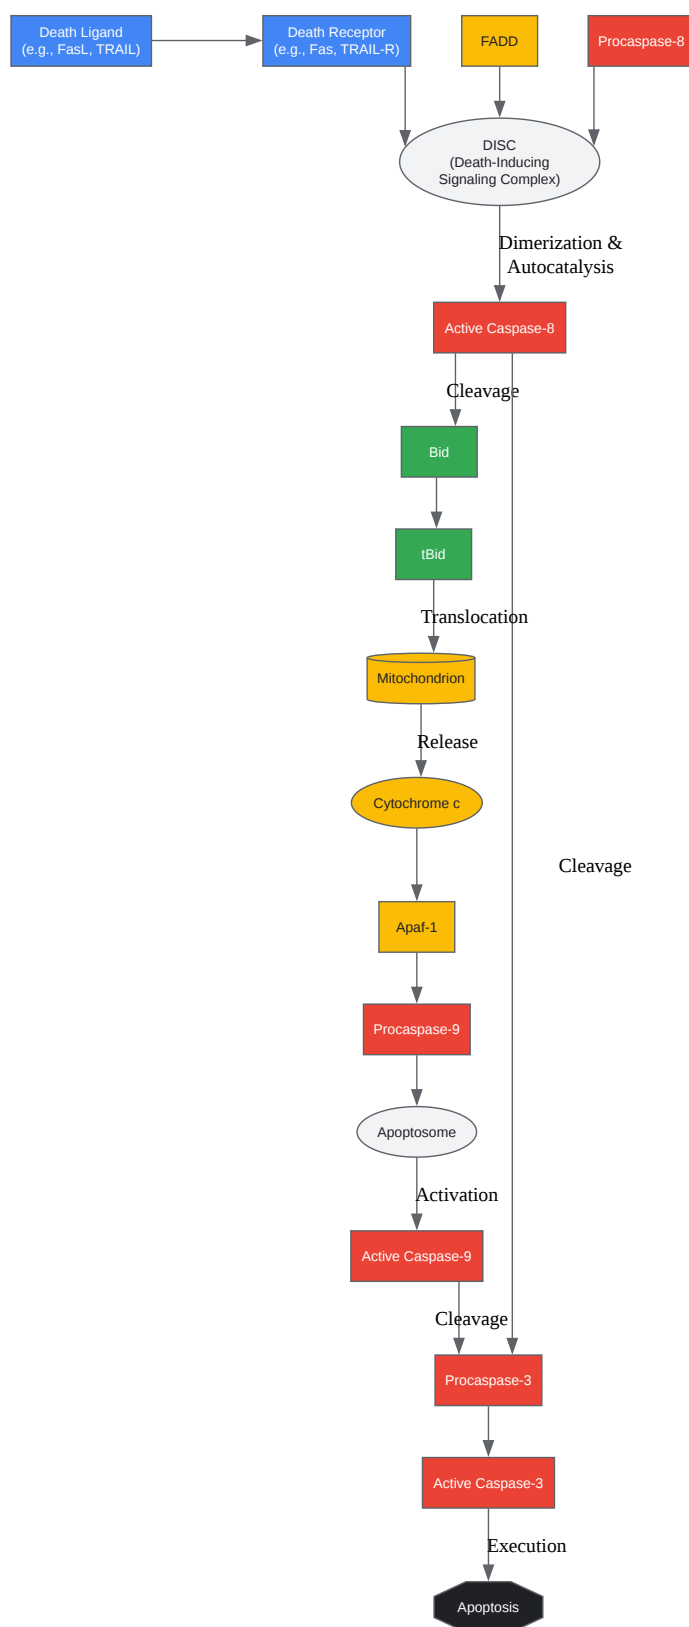 Death Ligand
(e.g., FasL, TRAIL)
Death Receptor
(e.g., Fas, TRAIL-R)
FADD
Procaspase-8
DISC
(Death-Inducing
Signaling Complex)
Dimerization &
Autocatalysis
Active Caspase-8
Cleavage
Bid
tBid
Translocation
Mitochondrion
Release
Cytochrome c
Cleavage
Apaf-1
Procaspase-9
Apoptosome
Activation
Active Caspase-9
Cleavage
Procaspase-3
Active Caspase-3
Execution
Apoptosis